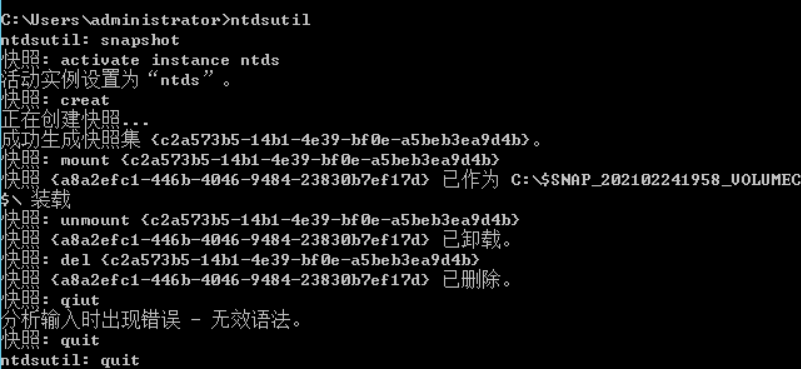 C:\Users\administrator>ntdsutil
ntdsutil: snapshot
快照: activate instance ntds
活动实例设置为“ntds”。
快照: creat
正在创建快照...
成功生成快照集 {c2a573b5-14b1-4e39-bf0e-a5beb3ea9d4b}。
快照: mount {c2a573b5-14b1-4e39-bf0e-a5beb3ea9d4b}
快照 {a8a2efc1-446b-4046-9484-23830b7ef17d} 已作为 C:\$SNAP_202102241958_VOLUMEC
$\ 装载
快照: unmount {c2a573b5-14b1-4e39-bf0e-a5beb3ea9d4b}
快照 {a8a2efc1-446b-4046-9484-23830b7ef17d} 已卸载。
快照: del {c2a573b5-14b1-4e39-bf0e-a5beb3ea9d4b}
快照 {a8a2efc1-446b-4046-9484-23830b7ef17d} 已删除。
快照: qiut
分析输入时出现错误 - 无效语法。
快照: quit
ntdsutil: quit